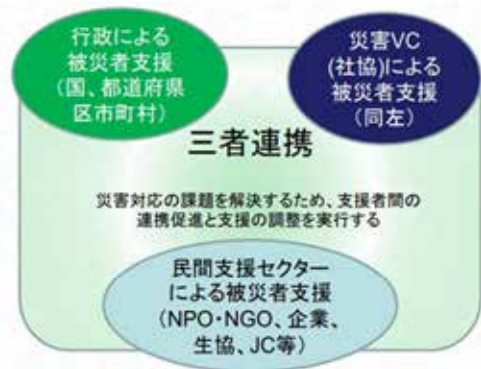 行政による
被災者支援
(国、都道府県
区市町村)
災害VC
(社協)による
被災者支援
(同左)
三者連携
災害対応の課題を解決するため、支援者間の
連携促進と支援の調整を実行する
民間支援セクター
による被災者支援
(NPO・NGO、企業、
生協、JC等)